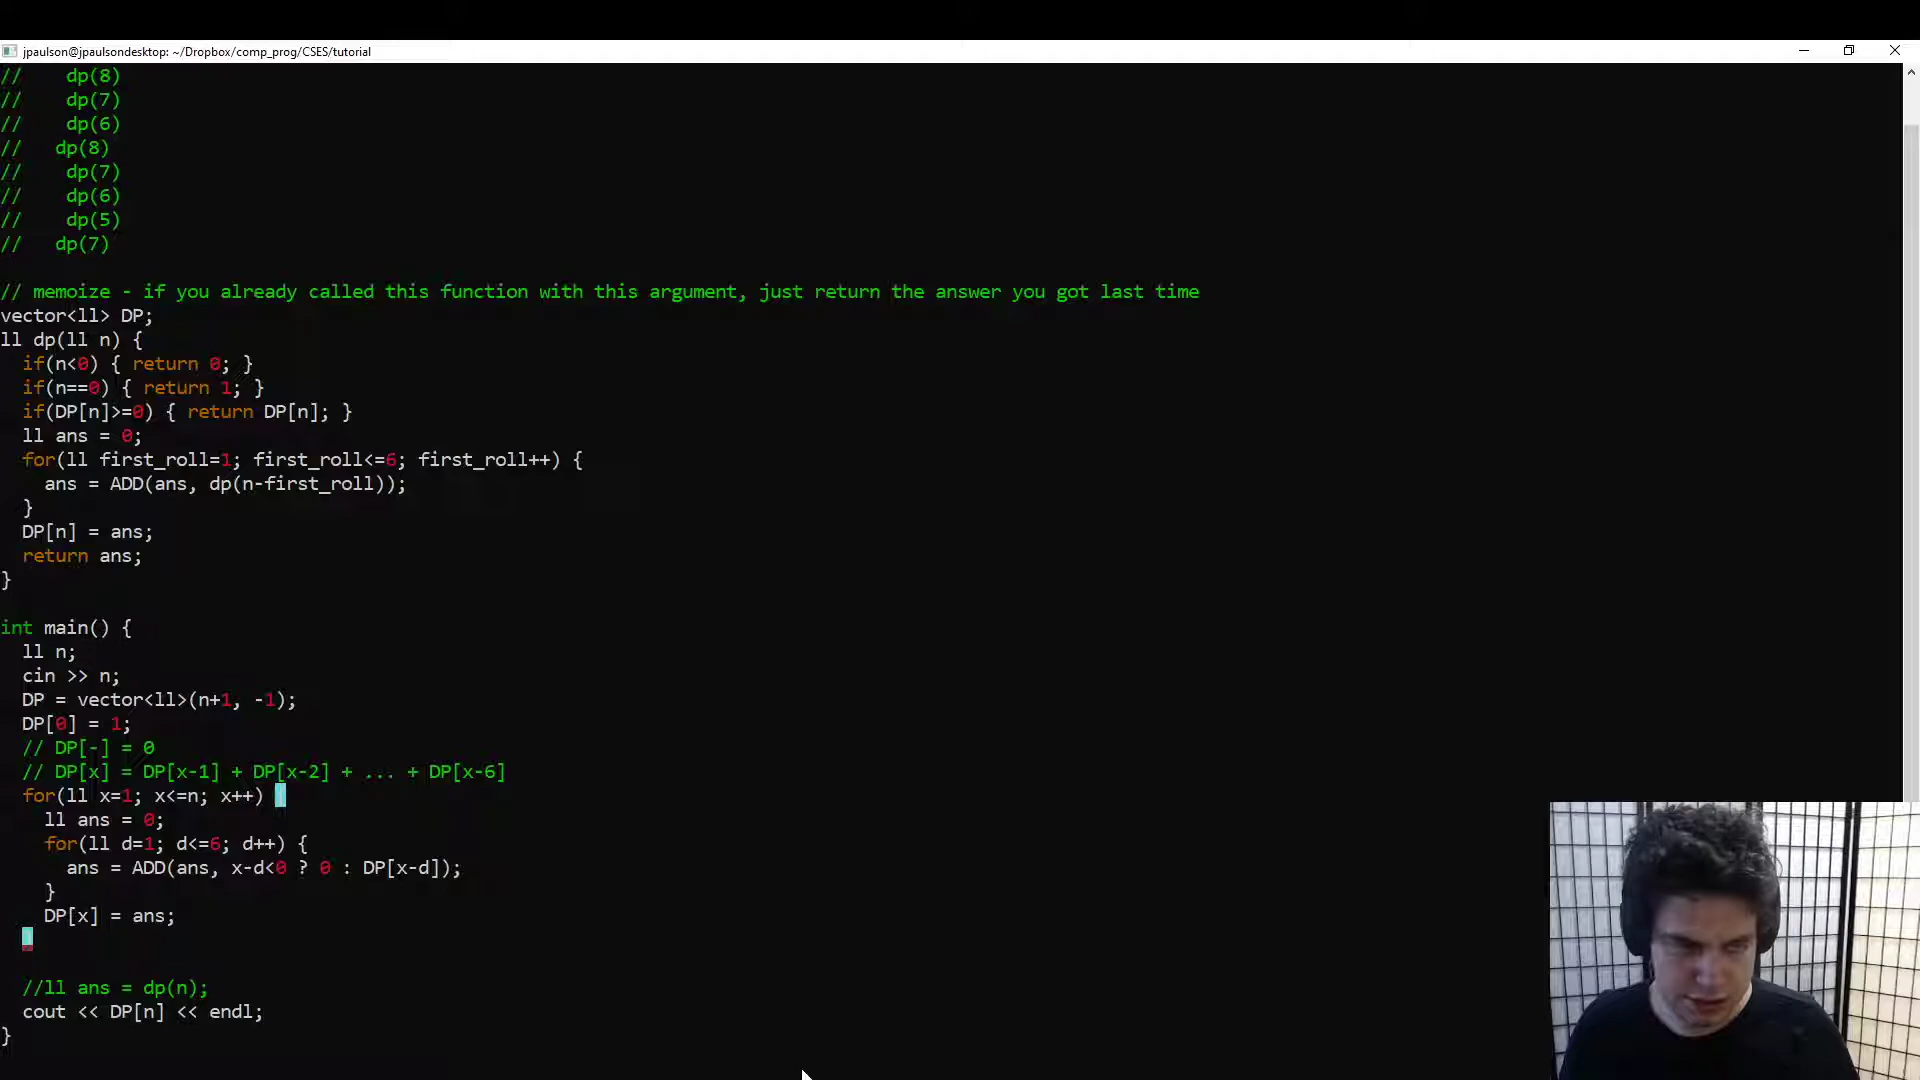 jpaulson@jpaulsondesktop: ~/Dropbox/comp_prog/CSES/tutorial
//    dp(8)
//    dp(7)
//    dp(6)
//   dp(8)
//    dp(7)
//    dp(6)
//    dp(5)
//   dp(7)
// memoize - if you already called this function with this argument, just return the answer you got last time
vector<ll> DP;
ll dp(ll n) {
  if(n<0) { return 0; }
  if(n==0) { return 1; }
  if(DP[n]>=0) { return DP[n]; }
  ll ans = 0;
  for(ll first_roll=1; first_roll<=6; first_roll++) {
    ans = ADD(ans, dp(n-first_roll));
  }
  DP[n] = ans;
  return ans;
}
int main() {
  ll n;
  cin >> n;
  DP = vector<ll>(n+1, -1);
  DP[0] = 1;
  // DP[-] = 0
  // DP[x] = DP[x-1] + DP[x-2] + ... + DP[x-6]
  for(ll x=1; x<=n; x++)
    ll ans = 0;
    for(ll d=1; d<=6; d++) {
      ans = ADD(ans, x-d<0 ? 0 : DP[x-d]);
    }
    DP[x] = ans;
  //ll ans = dp(n);
  cout << DP[n] << endl;
}